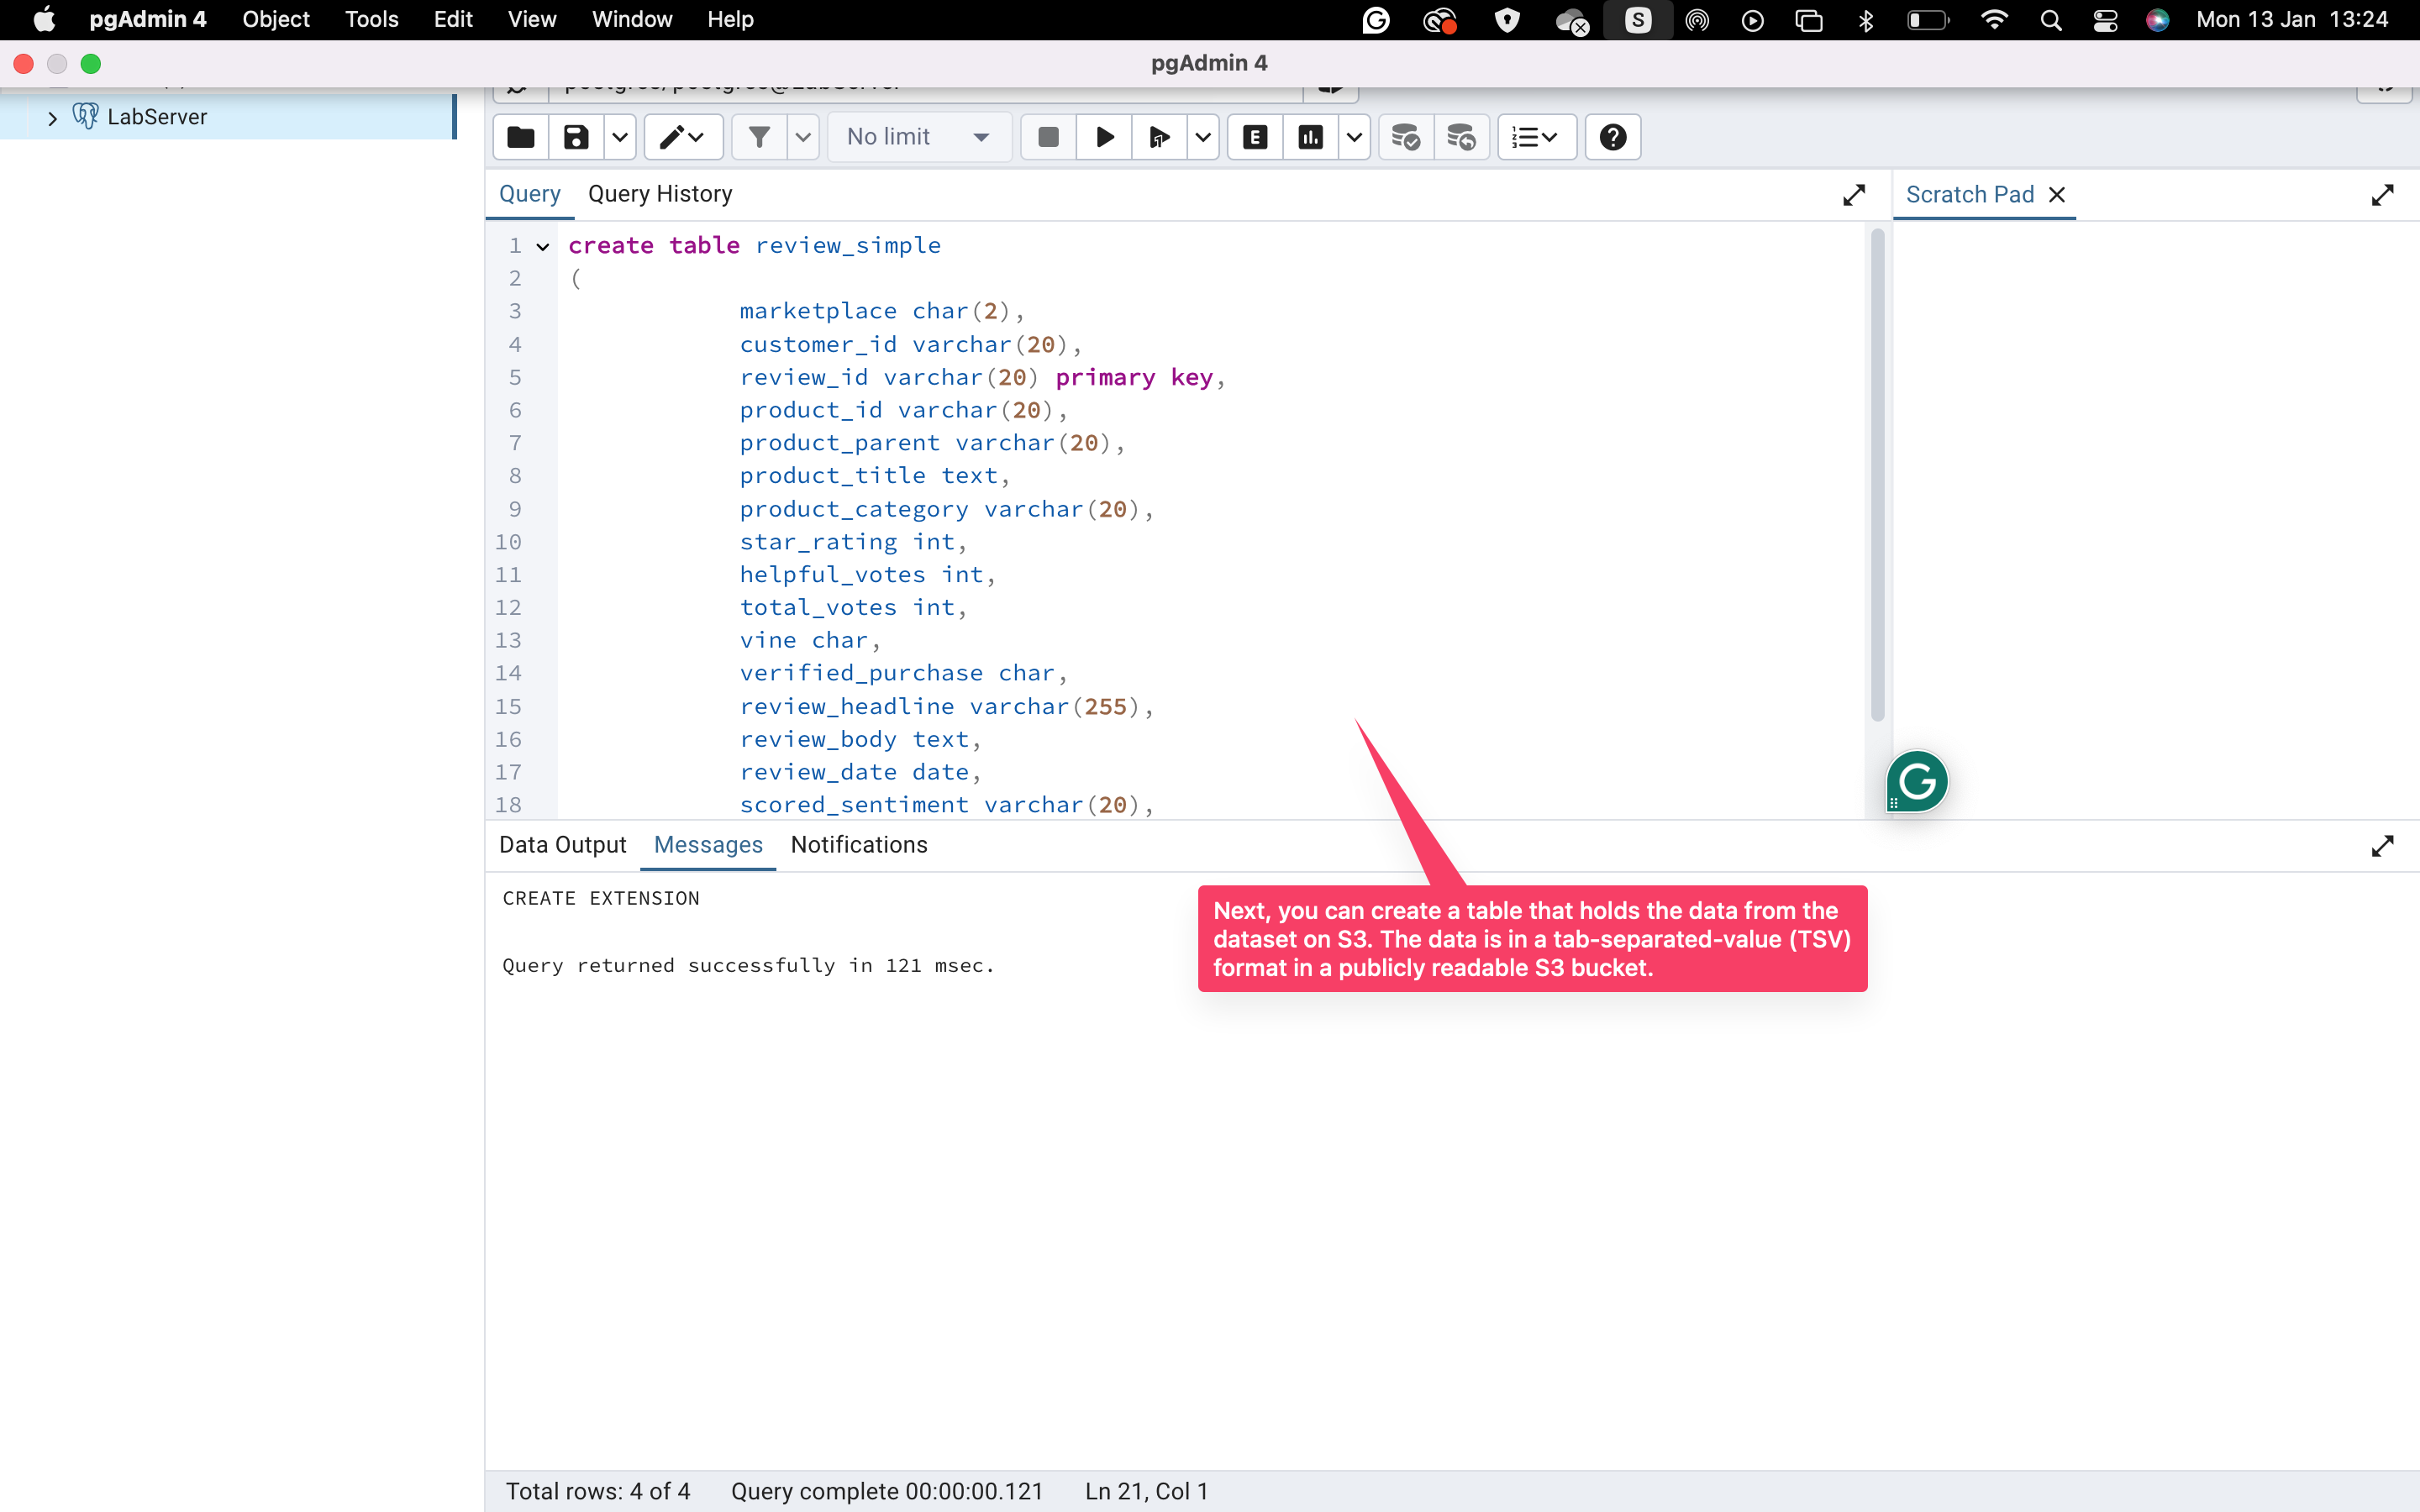 pgAdmin 4 Object Tools Edit View Window Help S Mon 13 Jan 13:24
pgAdmin 4
postgres/postgres@LabServer
LabServer
No limit E
Query Query History
Scratch Pad
1 create table review_simple
2 (
3 marketplace char(2),
4 customer_id varchar(20),
5 review_id varchar(20) primary key,
6 product_id varchar(20),
7 product_parent varchar(20),
8 product_title text,
9 product_category varchar(20),
10 star_rating int,
11 helpful_votes int,
12 total_votes int,
13 vine char,
14 verified_purchase char,
15 review_headline varchar(255),
16 review_body text,
17 review_date date,
18 scored_sentiment varchar(20),
Data Output Messages Notifications
CREATE EXTENSION
Query returned successfully in 121 msec.
Next, you can create a table that holds the data from the
dataset on S3. The data is in a tab-separated-value (TSV)
format in a publicly readable S3 bucket.
Total rows: 4 of 4 Query complete 00:00:00.121 Ln 21, Col 1